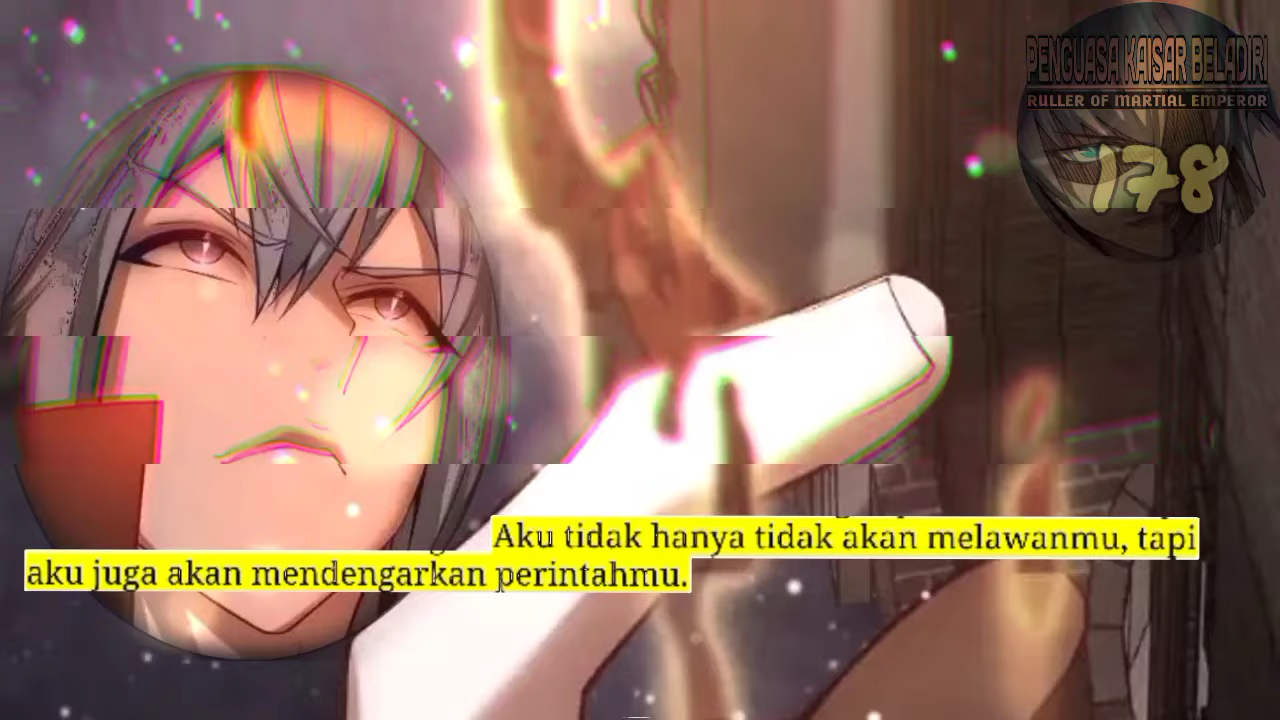 PENGUASA KAISAR BELADIRI
RULLER OF MARTIAL EMPEROR
178
Aku tidak hanya tidak akan melawanmu, tapi
aku juga akan mendengarkan perintahmu.